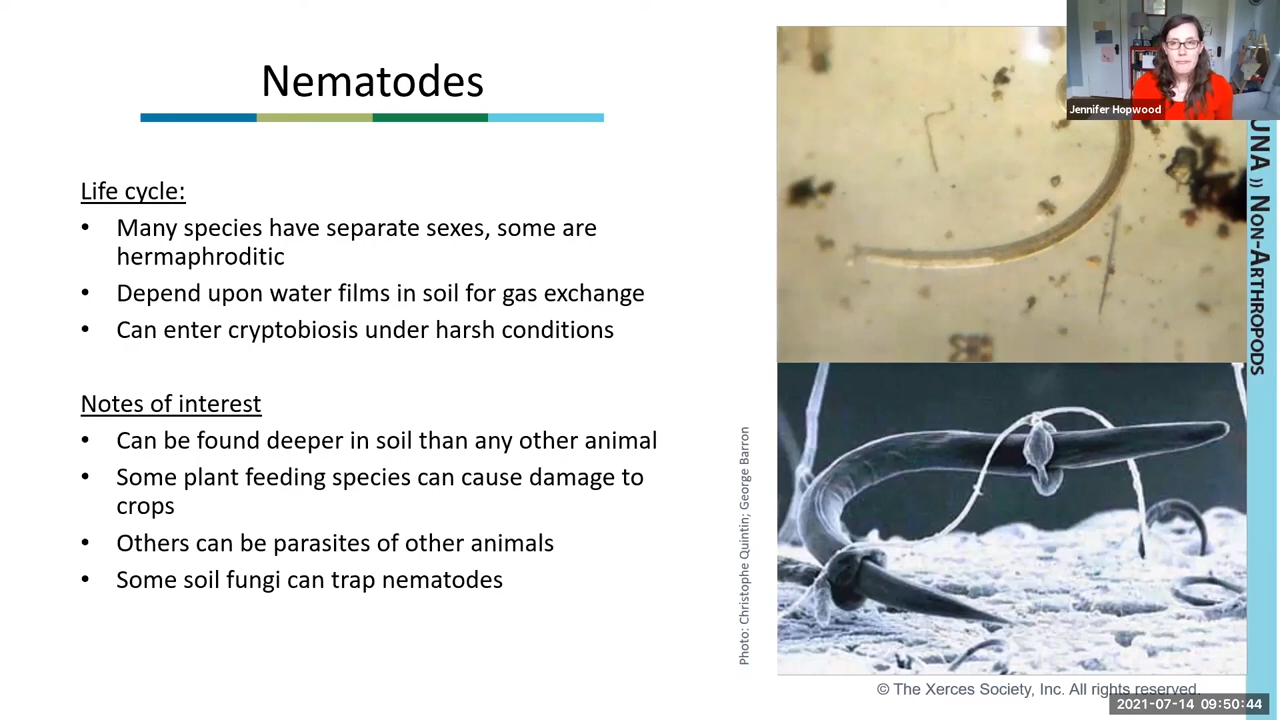 Nematodes
Life cycle:
• Many species have separate sexes, some are
hermaphroditic
• Depend upon water films in soil for gas exchange
• Can enter cryptobiosis under harsh conditions
Notes of interest
• Can be found deeper in soil than any other animal
• Some plant feeding species can cause damage to
crops
• Others can be parasites of other animals
• Some soil fungi can trap nematodes
Photo: Christophe Quintin; George Barron
Jennifer Hopwood
» Non-Arthropods
© The Xerces Society, Inc. All rights reserved.
2021-07-14 09:50:44